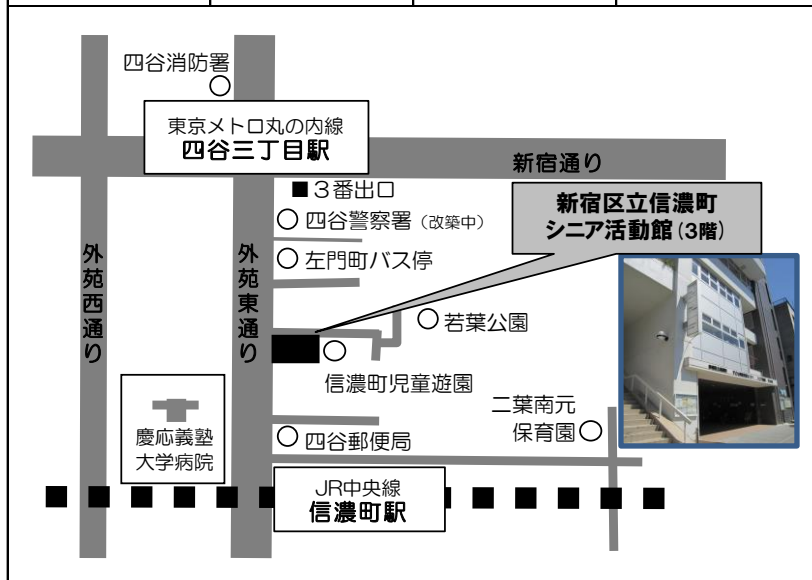 四谷消防署
東京メトロ丸の内線
四谷三丁目駅
新宿通り
■３番出口
四谷警察署（改築中）
新宿区立信濃町
シニア活動館（3階）
外苑西通り
外苑東通り
左門町バス停
若葉公園
信濃町児童遊園
二葉南元
保育園
慶応義塾
大学病院
四谷郵便局
JR中央線
信濃町駅